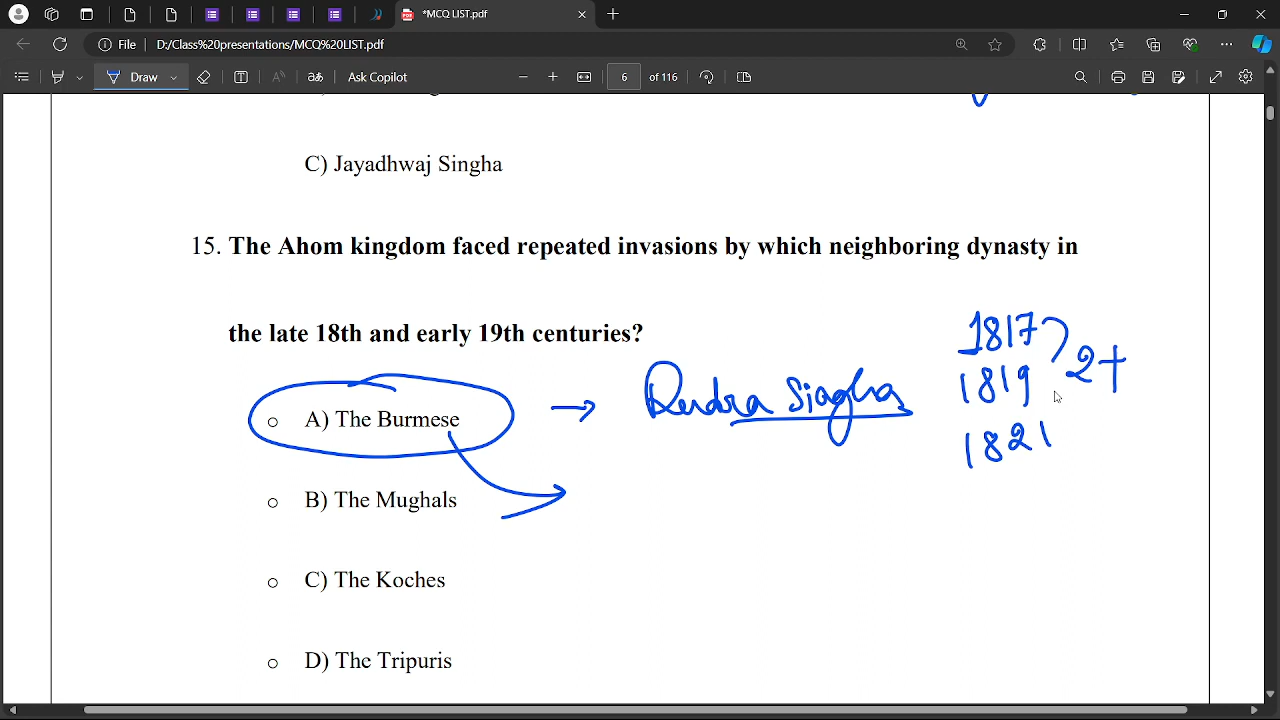 *MCQ LIST.pdf
File D:/Class%20presentations/MCQ%20LIST.pdf
Draw Ask Copilot 6 of 116
C) Jayadhwaj Singha
15. The Ahom kingdom faced repeated invasions by which neighboring dynasty in
the late 18th and early 19th centuries?
1817
2+
Rudra Singha
1819
A) The Burmese
1821
B) The Mughals
C) The Koches
D) The Tripuris